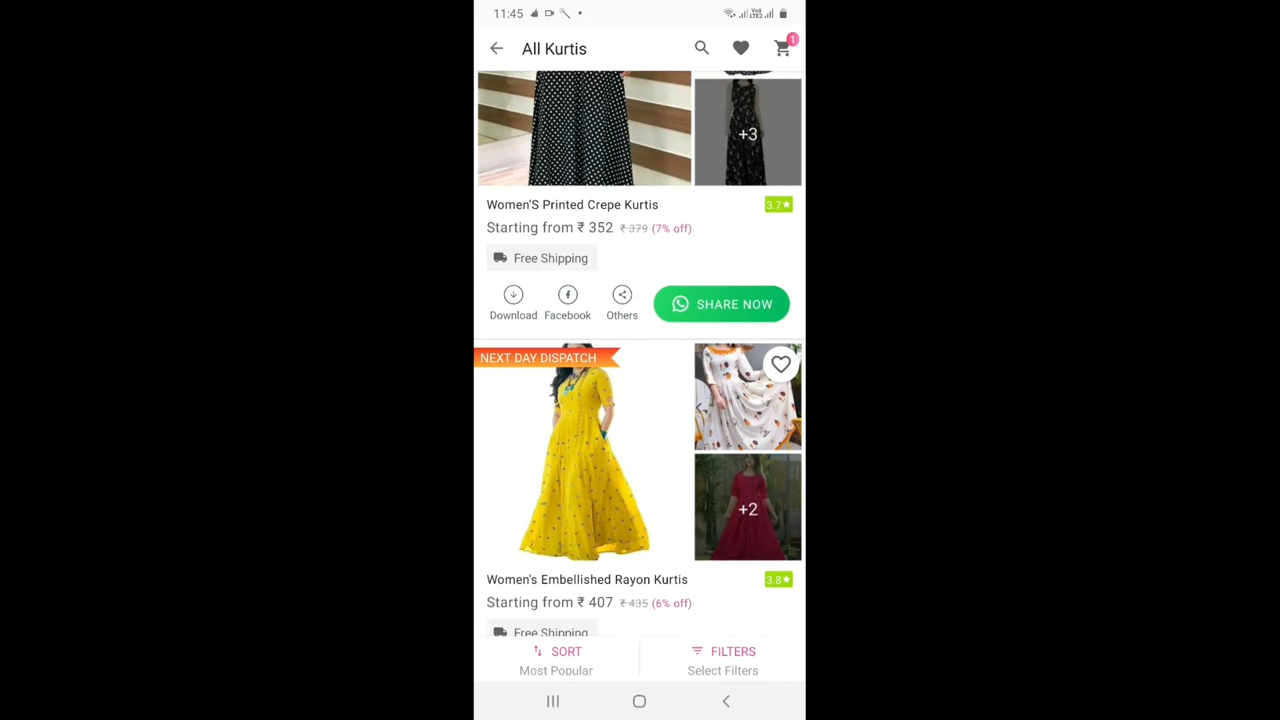 11:45
All Kurtis
1
+3
Women'S Printed Crepe Kurtis
3.7★
Starting from ₹ 352 ₹ 379 (7% off)
Free Shipping
Download Facebook Others
SHARE NOW
NEXT DAY DISPATCH
+2
Women's Embellished Rayon Kurtis
3.8★
Starting from ₹ 407 ₹ 435 (6% off)
Free Shipping
SORT
Most Popular
FILTERS
Select Filters